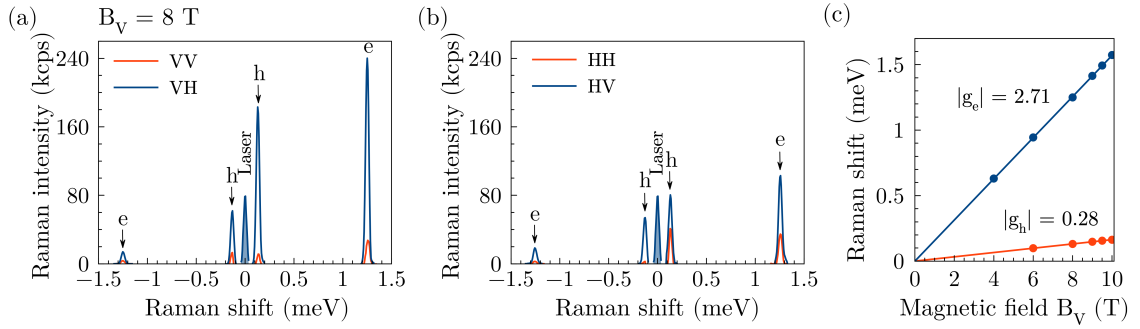 (a)
B_V = 8 T
Raman intensity (kcps)
240
160
80
0
VV
VH
e
h
Laser
h
e
−1.5 −1 −0.5 0 0.5 1 1.5
Raman shift (meV)
(b)
Raman intensity (kcps)
240
160
80
0
HH
HV
e
h
Laser
h
e
−1.5 −1 −0.5 0 0.5 1 1.5
Raman shift (meV)
(c)
Raman shift (meV)
1.5
1
0.5
0
|g_e| = 2.71
|g_h| = 0.28
0 2 4 6 8 10
Magnetic field B_V (T)